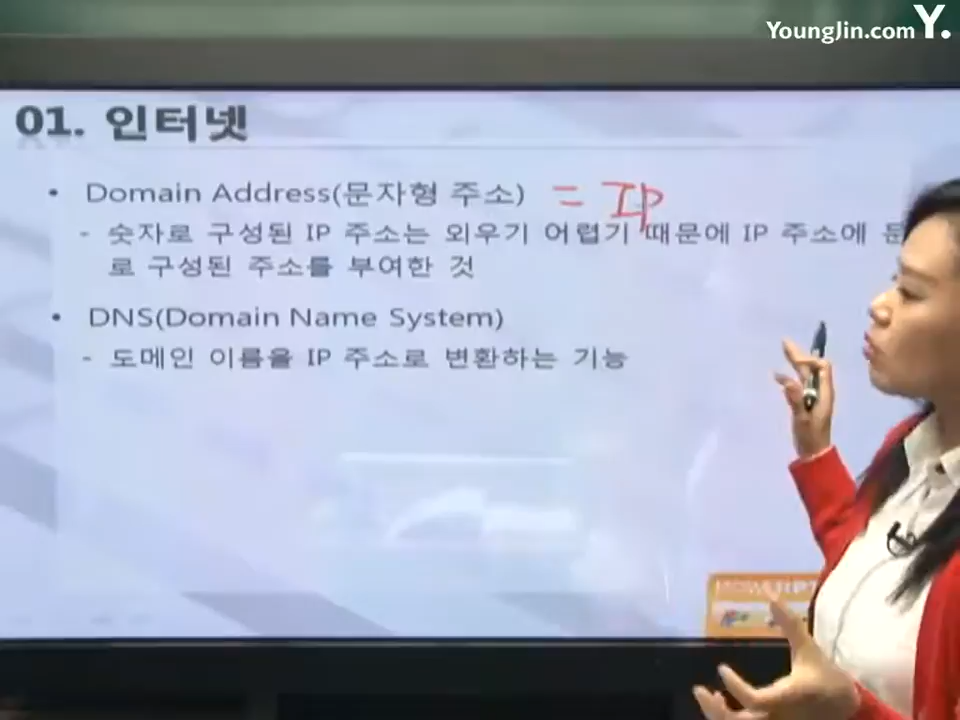 YoungJin.com Y.
01. 인터넷
• Domain Address(문자형 주소) = IP
- 숫자로 구성된 IP 주소는 외우기 어렵기 때문에 IP 주소에
로 구성된 주소를 부여한 것
• DNS(Domain Name System)
- 도메인 이름을 IP 주소로 변환하는 기능